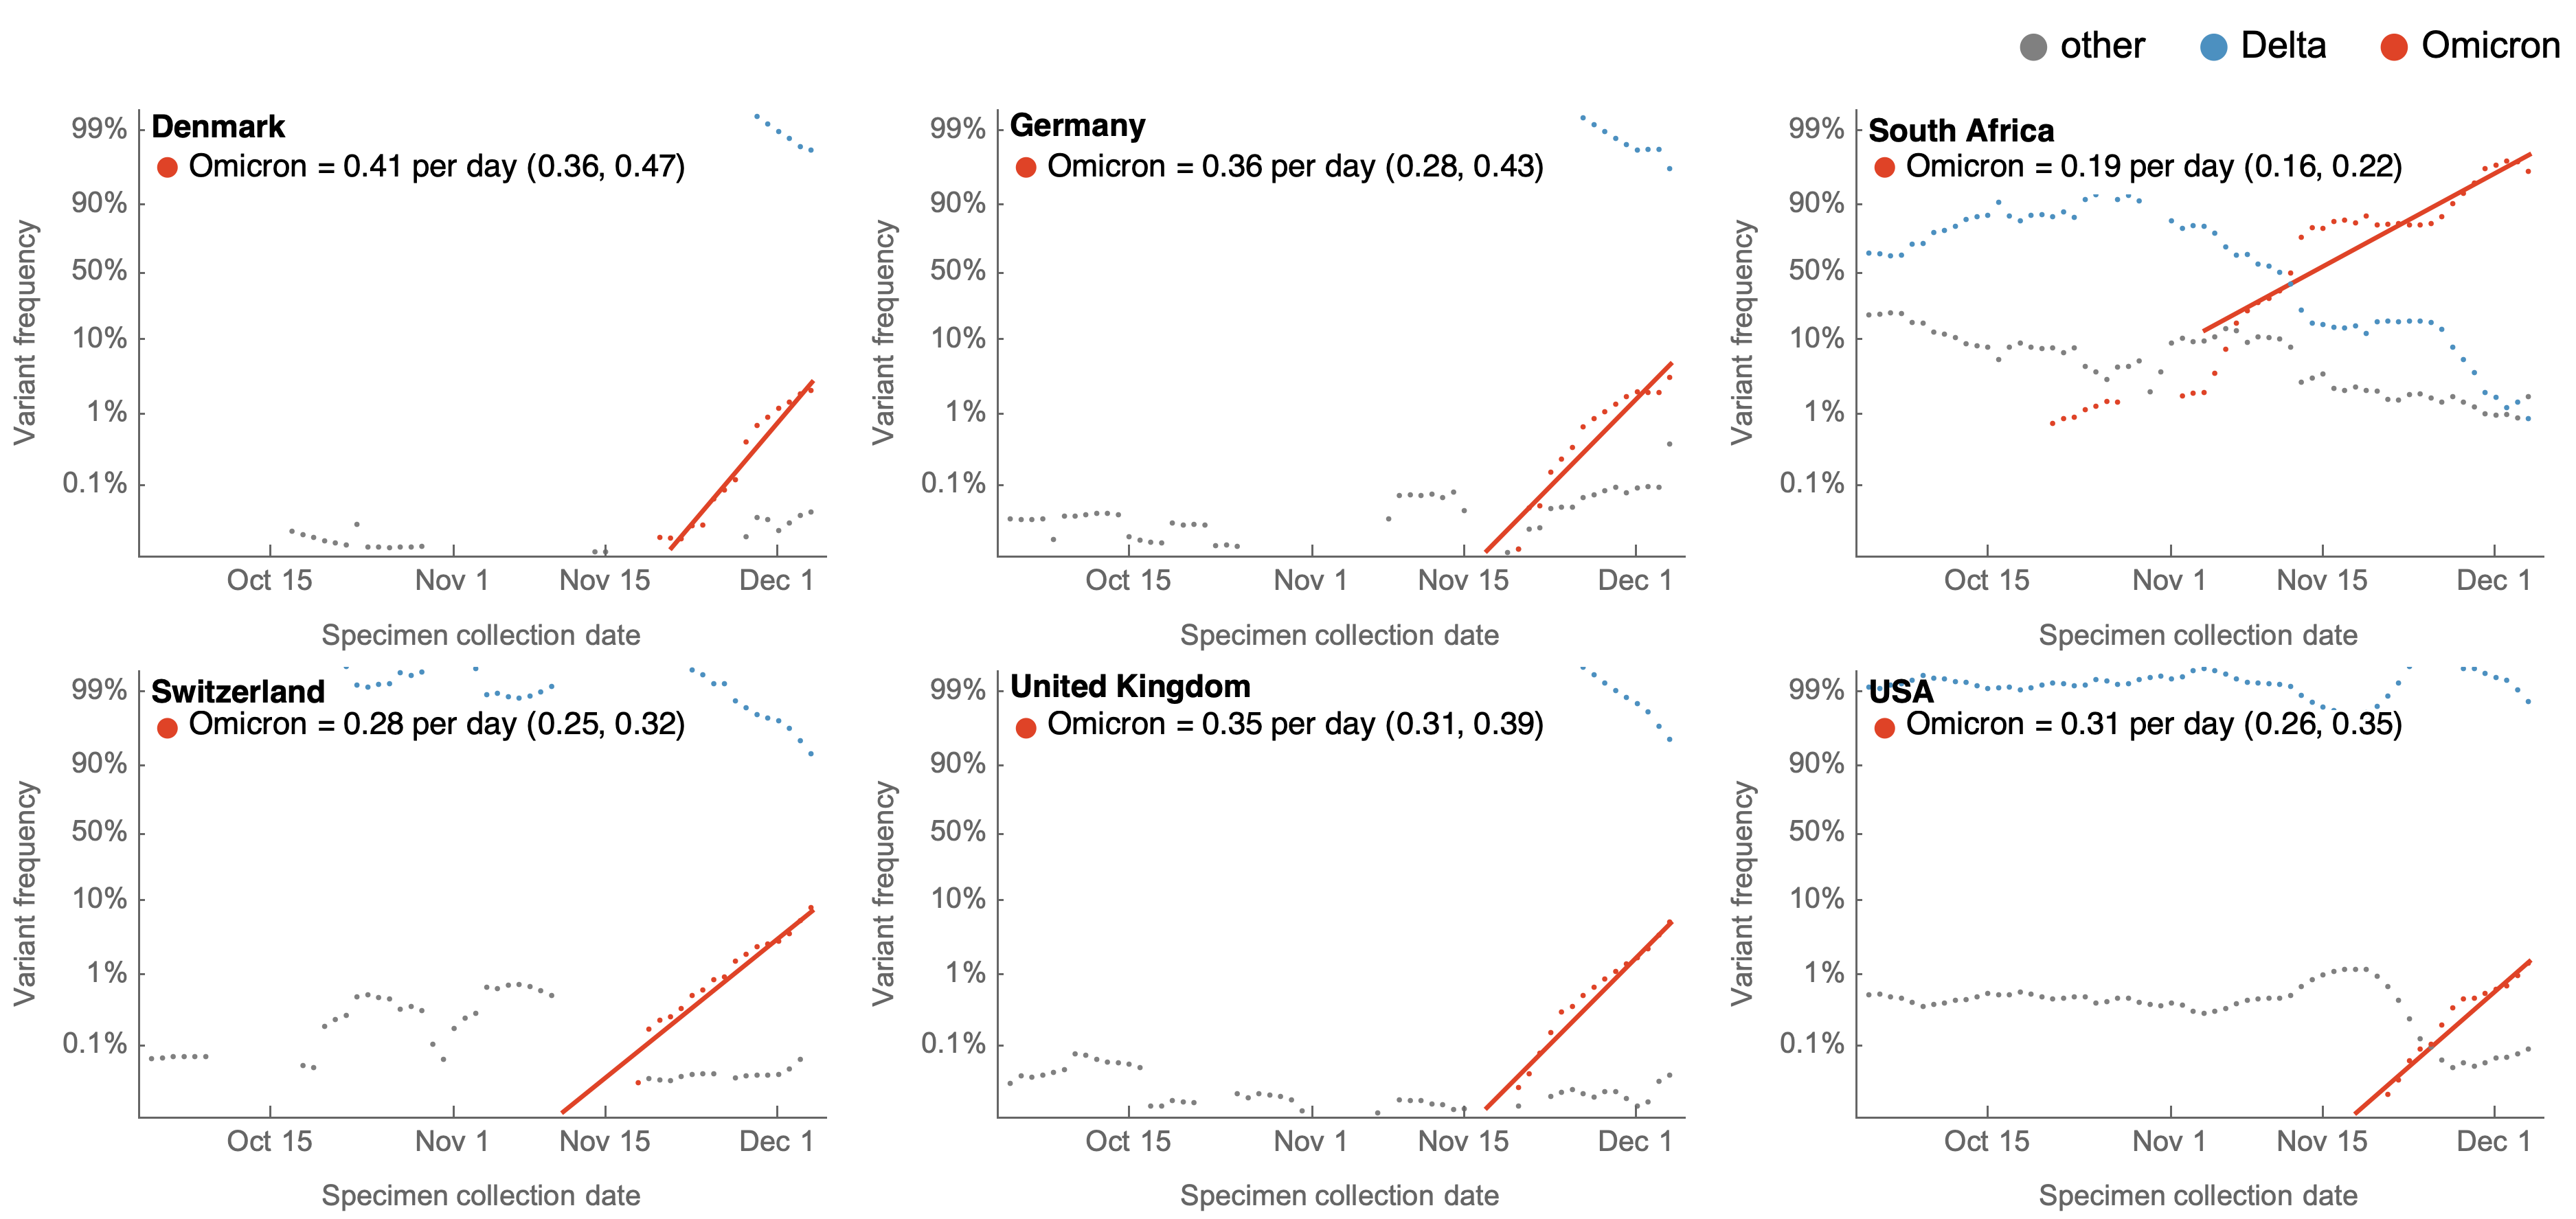 other Delta Omicron
Denmark
Omicron = 0.41 per day (0.36, 0.47)
99%
90%
50%
10%
1%
0.1%
Variant frequency
Oct 15 Nov 1 Nov 15 Dec 1
Specimen collection date
Germany
Omicron = 0.36 per day (0.28, 0.43)
99%
90%
50%
10%
1%
0.1%
Variant frequency
Oct 15 Nov 1 Nov 15 Dec 1
Specimen collection date
South Africa
Omicron = 0.19 per day (0.16, 0.22)
99%
90%
50%
10%
1%
0.1%
Variant frequency
Oct 15 Nov 1 Nov 15 Dec 1
Specimen collection date
Switzerland
Omicron = 0.28 per day (0.25, 0.32)
99%
90%
50%
10%
1%
0.1%
Variant frequency
Oct 15 Nov 1 Nov 15 Dec 1
Specimen collection date
United Kingdom
Omicron = 0.35 per day (0.31, 0.39)
99%
90%
50%
10%
1%
0.1%
Variant frequency
Oct 15 Nov 1 Nov 15 Dec 1
Specimen collection date
USA
Omicron = 0.31 per day (0.26, 0.35)
99%
90%
50%
10%
1%
0.1%
Variant frequency
Oct 15 Nov 1 Nov 15 Dec 1
Specimen collection date